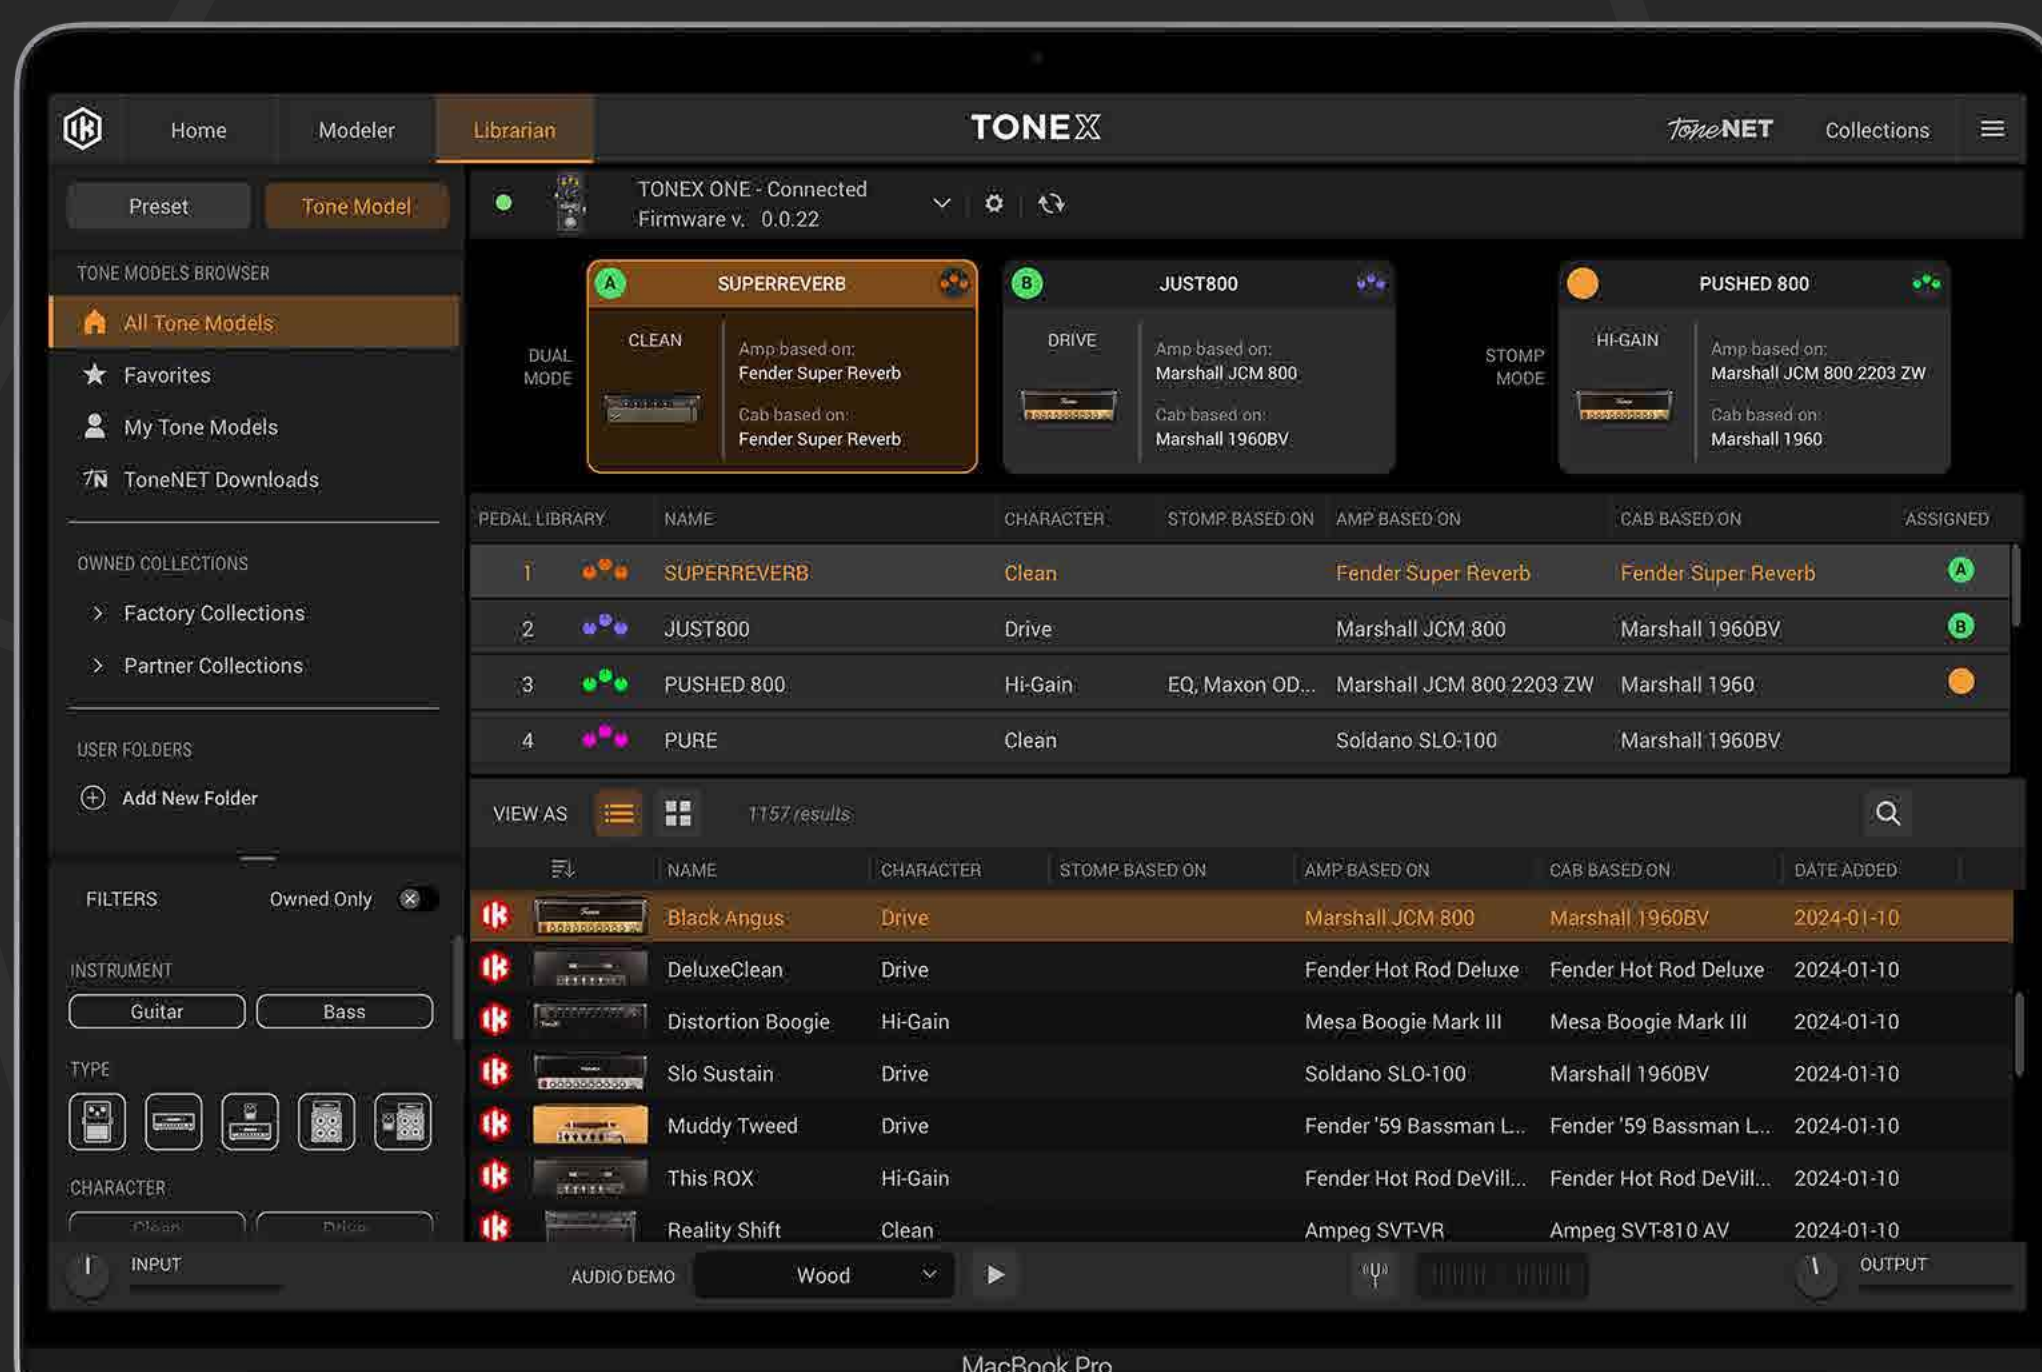 Home
Modeler
Librarian
TONEX
ToneNET
Collections
Preset
Tone Model
TONEX ONE - Connected
Firmware v. 0.0.22
TONE MODELS BROWSER
All Tone Models
Favorites
My Tone Models
ToneNET Downloads
OWNED COLLECTIONS
Factory Collections
Partner Collections
USER FOLDERS
Add New Folder
DUAL
MODE
A
SUPERREVERB
CLEAN
Amp based on:
Fender Super Reverb
Cab based on:
Fender Super Reverb
B
JUST800
DRIVE
Amp based on:
Marshall JCM 800
Cab based on:
Marshall 1960BV
STOMP
MODE
PUSHED 800
HI-GAIN
Amp based on:
Marshall JCM 800 2203 ZW
Cab based on:
Marshall 1960
PEDAL LIBRARY NAME CHARACTER STOMP BASED ON AMP BASED ON CAB BASED ON ASSIGNED
1 SUPERREVERB Clean Fender Super Reverb Fender Super Reverb A
2 JUST800 Drive Marshall JCM 800 Marshall 1960BV B
3 PUSHED 800 Hi-Gain EQ, Maxon OD... Marshall JCM 800 2203 ZW Marshall 1960
4 PURE Clean Soldano SLO-100 Marshall 1960BV
VIEW AS 1157 results
NAME CHARACTER STOMP BASED ON AMP BASED ON CAB BASED ON DATE ADDED
Black Angus Drive Marshall JCM 800 Marshall 1960BV 2024-01-10
DeluxeClean Drive Fender Hot Rod Deluxe Fender Hot Rod Deluxe 2024-01-10
Distortion Boogie Hi-Gain Mesa Boogie Mark III Mesa Boogie Mark III 2024-01-10
Slo Sustain Drive Soldano SLO-100 Marshall 1960BV 2024-01-10
Muddy Tweed Drive Fender '59 Bassman L... Fender '59 Bassman L... 2024-01-10
This ROX Hi-Gain Fender Hot Rod DeVill... Fender Hot Rod DeVill... 2024-01-10
Reality Shift Clean Ampeg SVT-VR Ampeg SVT-810 AV 2024-01-10
FILTERS
Owned Only
INSTRUMENT
Guitar
Bass
TYPE
CHARACTER
Clean
Drive
INPUT
AUDIO DEMO
Wood
OUTPUT
MacBook Pro